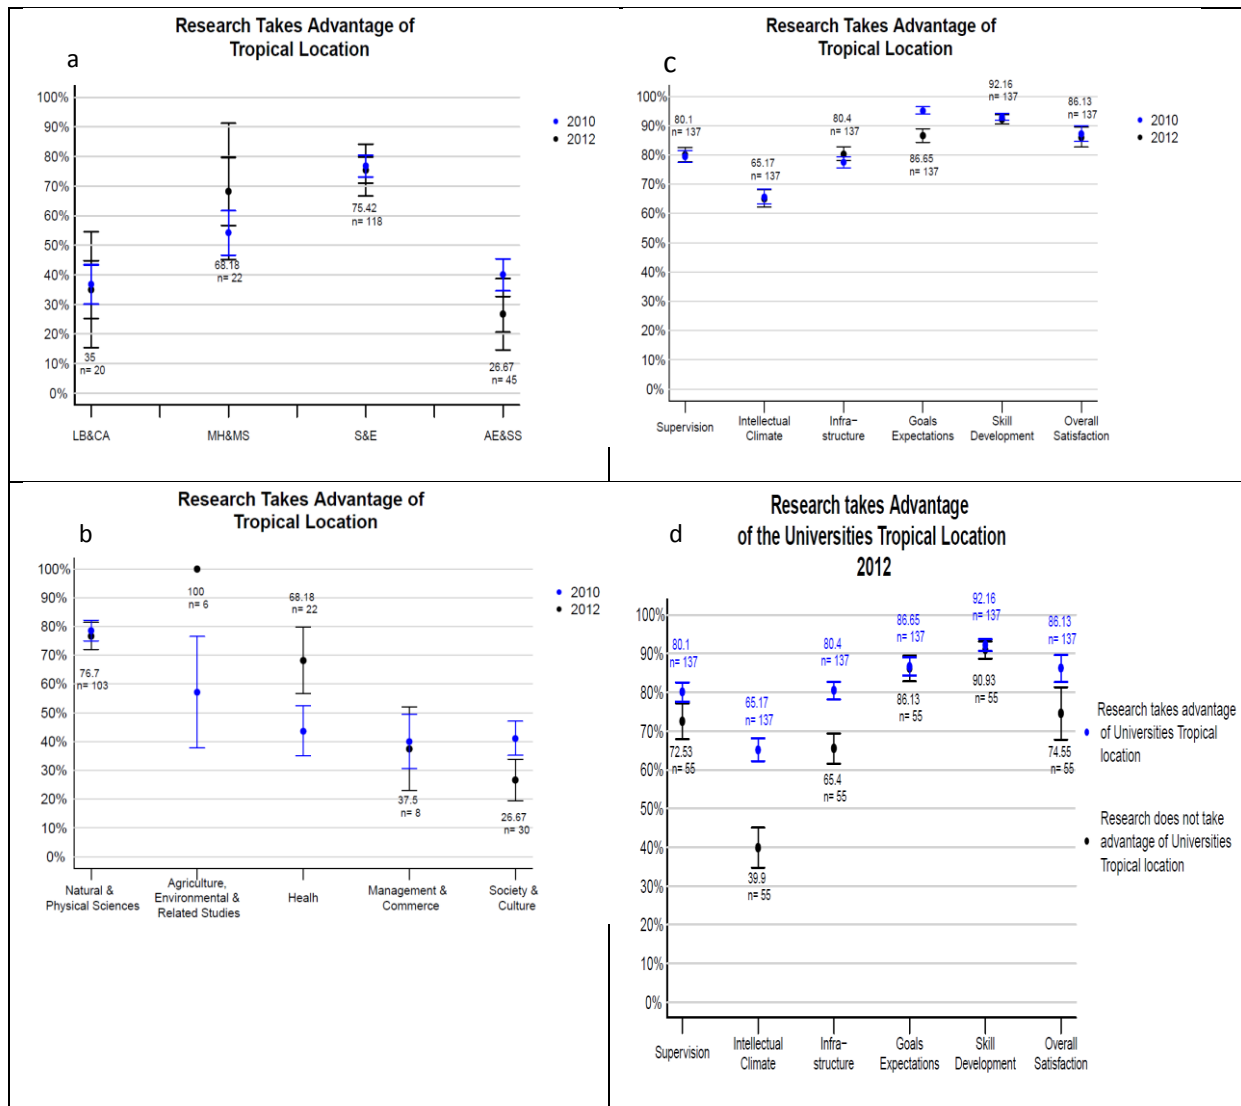 a
Research Takes Advantage of
Tropical Location
100%
90%
80%
70%
60%
50%
40%
30%
20%
10%
0%
2010
2012
35
n= 20
68.18
n= 22
75.42
n= 118
26.67
n= 45
LB&CA
MH&MS
S&E
AE&SS
c
Research Takes Advantage of
Tropical Location
100%
90%
80%
70%
60%
50%
40%
30%
20%
10%
0%
2010
2012
80.1
n= 137
65.17
n= 137
80.4
n= 137
86.65
n= 137
92.16
n= 137
86.13
n= 137
Supervision
Intellectual
Climate
Infra-
structure
Goals
Expectations
Skill
Development
Overall
Satisfaction
b
Research Takes Advantage of
Tropical Location
100%
90%
80%
70%
60%
50%
40%
30%
20%
10%
0%
2010
2012
76.7
n= 103
100
n= 6
68.18
n= 22
37.5
n= 8
26.67
n= 30
Natural &
Physical Sciences
Agriculture,
Environmental &
Related Studies
Healh
Management &
Commerce
Society &
Culture
d
Research takes Advantage
of the Universities Tropical Location
2012
100%
90%
80%
70%
60%
50%
40%
30%
20%
10%
0%
80.1
n= 137
72.53
n= 55
65.17
n= 137
39.9
n= 55
80.4
n= 137
65.4
n= 55
86.65
n= 137
86.13
n= 55
92.16
n= 137
90.93
n= 55
86.13
n= 137
74.55
n= 55
Research takes advantage
of Universities Tropical
location
Research does not take
advantage of Universities
Tropical location
Supervision
Intellectual
Climate
Infra-
structure
Goals
Expectations
Skill
Development
Overall
Satisfaction